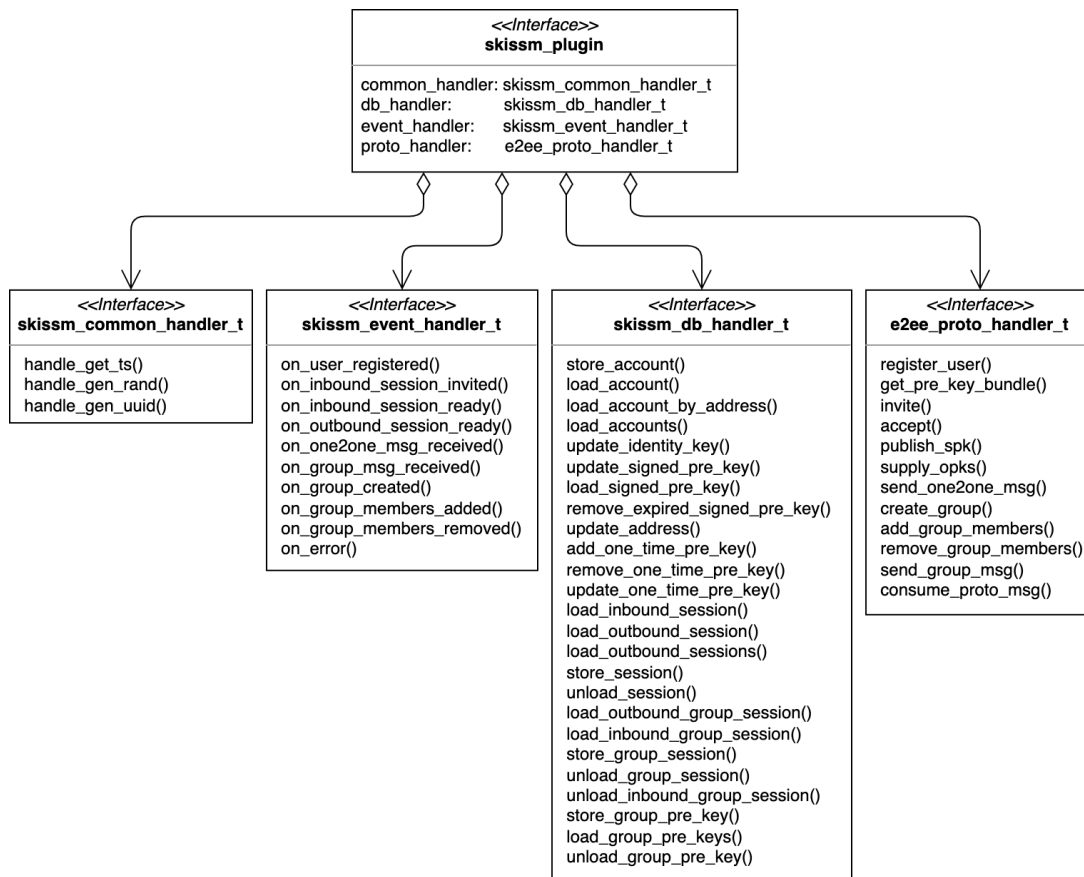 <<Interface>>
skissm_plugin
common_handler: skissm_common_handler_t
db_handler: skissm_db_handler_t
event_handler: skissm_event_handler_t
proto_handler: e2ee_proto_handler_t
<<Interface>>
skissm_common_handler_t
handle_get_ts()
handle_gen_rand()
handle_gen_uuid()
<<Interface>>
skissm_event_handler_t
on_user_registered()
on_inbound_session_invited()
on_inbound_session_ready()
on_outbound_session_ready()
on_one2one_msg_received()
on_group_msg_received()
on_group_created()
on_group_members_added()
on_group_members_removed()
on_error()
<<Interface>>
skissm_db_handler_t
store_account()
load_account()
load_account_by_address()
load_accounts()
update_identity_key()
update_signed_pre_key()
load_signed_pre_key()
remove_expired_signed_pre_key()
update_address()
add_one_time_pre_key()
remove_one_time_pre_key()
update_one_time_pre_key()
load_inbound_session()
load_outbound_session()
load_outbound_sessions()
store_session()
unload_session()
load_outbound_group_session()
load_inbound_group_session()
store_group_session()
unload_group_session()
unload_inbound_group_session()
store_group_pre_key()
load_group_pre_keys()
unload_group_pre_key()
<<Interface>>
e2ee_proto_handler_t
register_user()
get_pre_key_bundle()
invite()
accept()
publish_spk()
supply_opks()
send_one2one_msg()
create_group()
add_group_members()
remove_group_members()
send_group_msg()
consume_proto_msg()